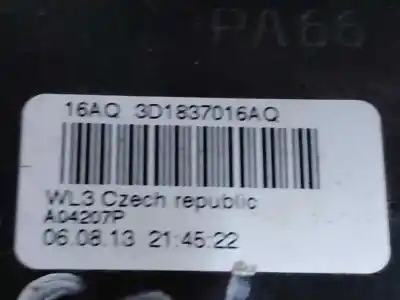 PA66
16AQ 3D1837016AQ
WL3 Czech republic
A04207P
06.08.13 21:45:22